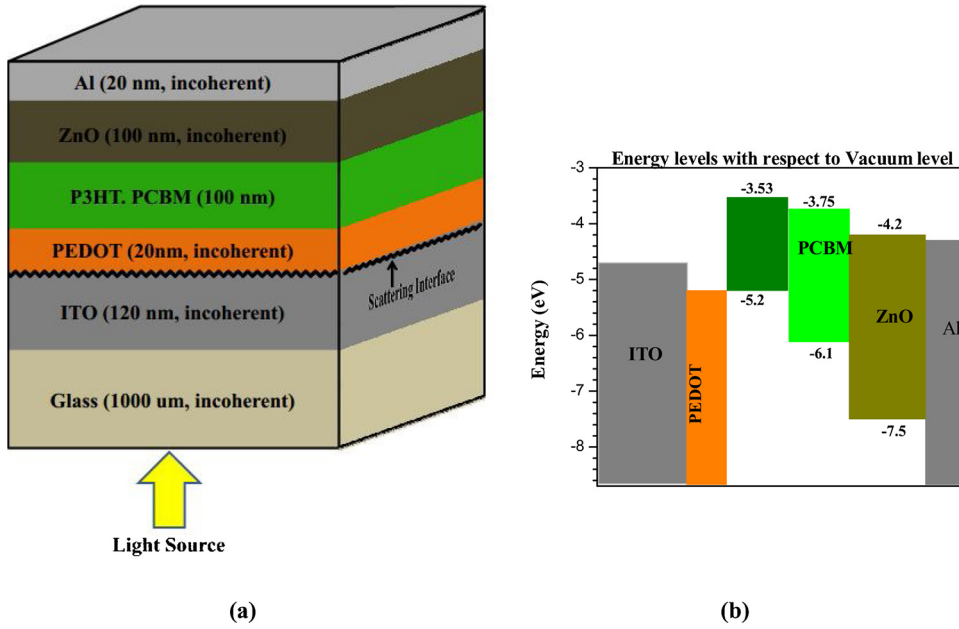 Al (20 nm, incoherent)
ZnO (100 nm, incoherent)
P3HT. PCBM (100 nm)
PEDOT (20nm, incoherent)
Scattering Interface
ITO (120 nm, incoherent)
Glass (1000 um, incoherent)
Light Source
(a)
Energy levels with respect to Vacuum level
Energy (eV)
-3
-4
-5
-6
-7
-8
-3.53
-3.75
-4.2
PCBM
-5.2
ZnO
Al
ITO
-6.1
PEDOT
-7.5
(b)